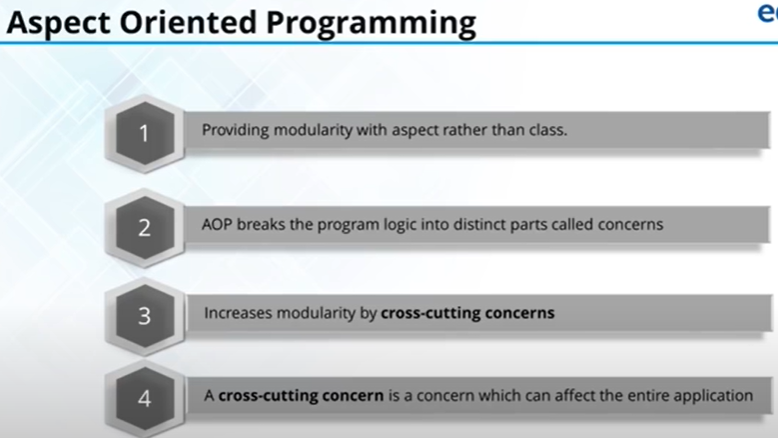 Aspect Oriented Programming
1
Providing modularity with aspect rather than class.
2
AOP breaks the program logic into distinct parts called concerns
3
Increases modularity by cross-cutting concerns
4
A cross-cutting concern is a concern which can affect the entire application